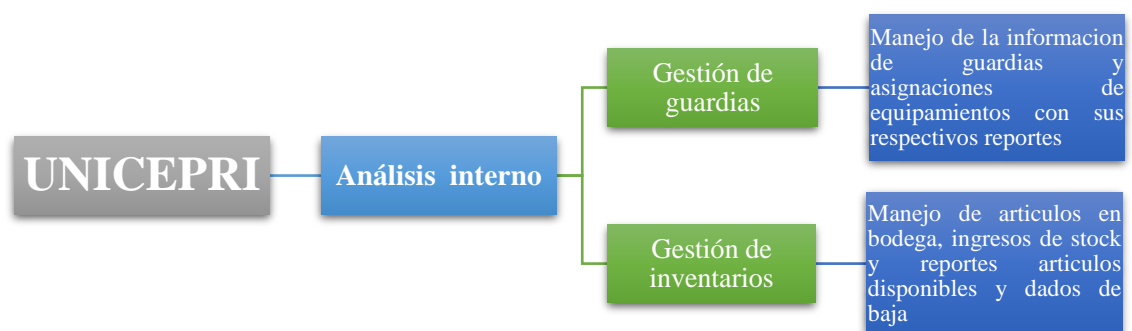 UNICEPRI
Análisis interno
Gestión de
guardias
Manejo de la informacion
de guardias y
asignaciones de
equipamientos con sus
respectivos reportes
Gestión de
inventarios
Manejo de articulos en
bodega, ingresos de stock
y reportes articulos
disponibles y dados de
baja